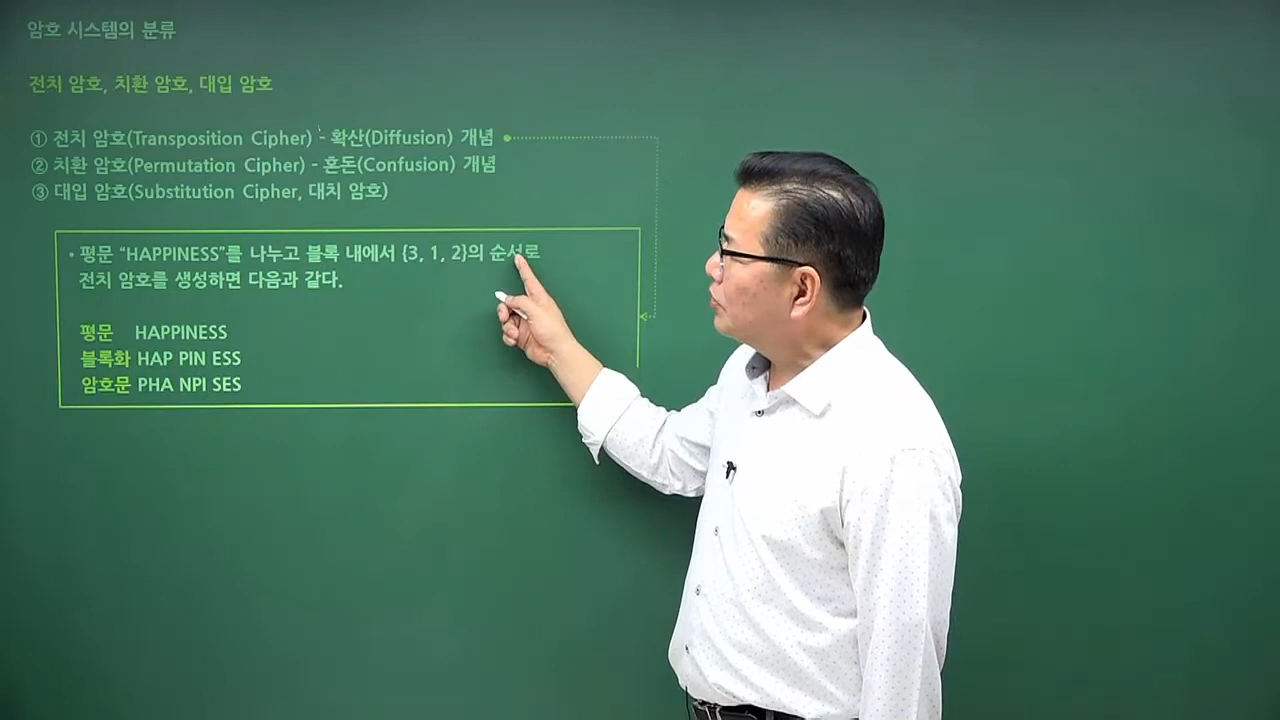 암호 시스템의 분류
전치 암호, 치환 암호, 대입 암호
① 전치 암호(Transposition Cipher) - 확산(Diffusion) 개념
② 치환 암호(Permutation Cipher) - 혼돈(Confusion) 개념
③ 대입 암호(Substitution Cipher, 대치 암호)
• 평문 “HAPPINESS”를 나누고 블록 내에서 {3, 1, 2}의 순서로
전치 암호를 생성하면 다음과 같다.
평문 HAPPINESS
블록화 HAP PIN ESS
암호문 PHA NPI SES